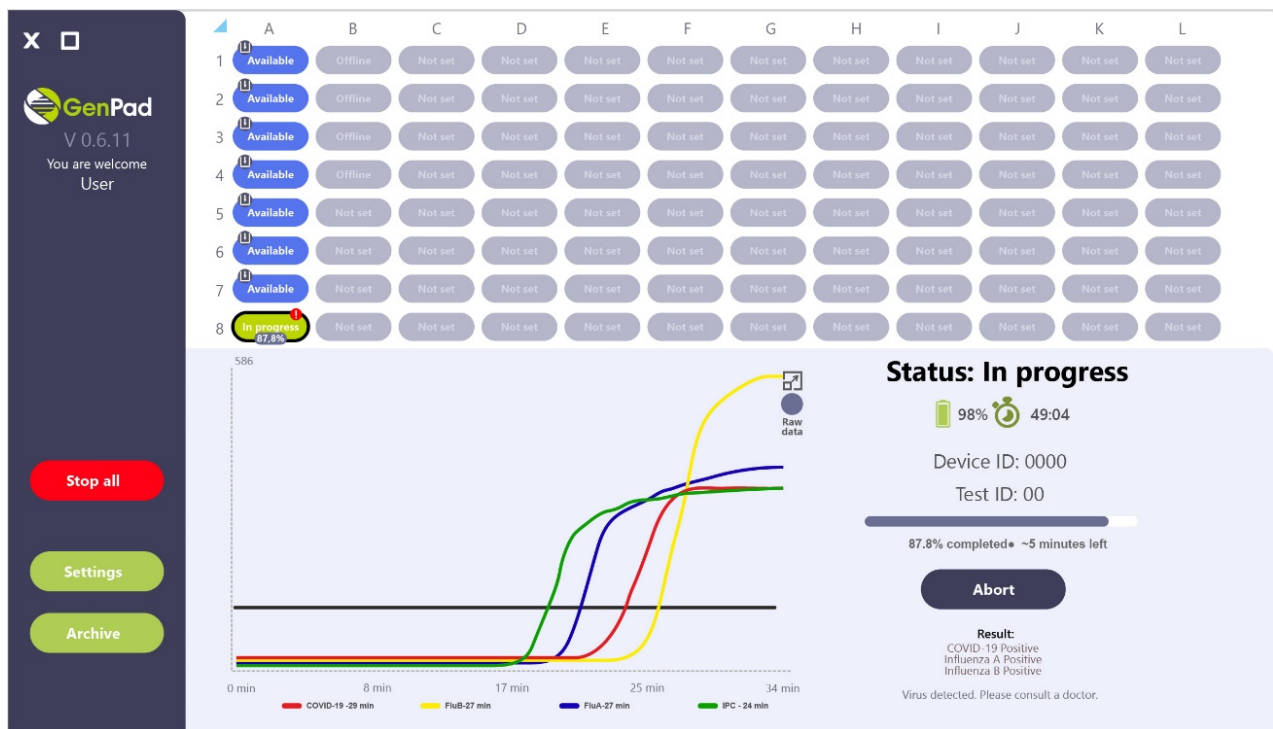 X
GenPad
V 0.6.11
You are welcome
User
Stop all
Settings
Archive
A B C D E F G H I J K L
1 Available Offline Not set Not set Not set Not set Not set Not set Not set Not set Not set Not set
2 Available Offline Not set Not set Not set Not set Not set Not set Not set Not set Not set Not set
3 Available Offline Not set Not set Not set Not set Not set Not set Not set Not set Not set Not set
4 Available Offline Not set Not set Not set Not set Not set Not set Not set Not set Not set Not set
5 Available Not set Not set Not set Not set Not set Not set Not set Not set Not set Not set Not set
6 Available Not set Not set Not set Not set Not set Not set Not set Not set Not set Not set Not set
7 Available Not set Not set Not set Not set Not set Not set Not set Not set Not set Not set Not set
8 In progress ! Not set Not set Not set Not set Not set Not set Not set Not set Not set Not set Not set
87,8%
586
Raw
data
0 min 8 min 17 min 25 min 34 min
COVID-19 -29 min FluB-27 min FluA-27 min IPC - 24 min
Status: In progress
98% 49:04
Device ID: 0000
Test ID: 00
87.8% completed● ~5 minutes left
Abort
Result:
COVID-19 Positive
Influenza A Positive
Influenza B Positive
Virus detected. Please consult a doctor.